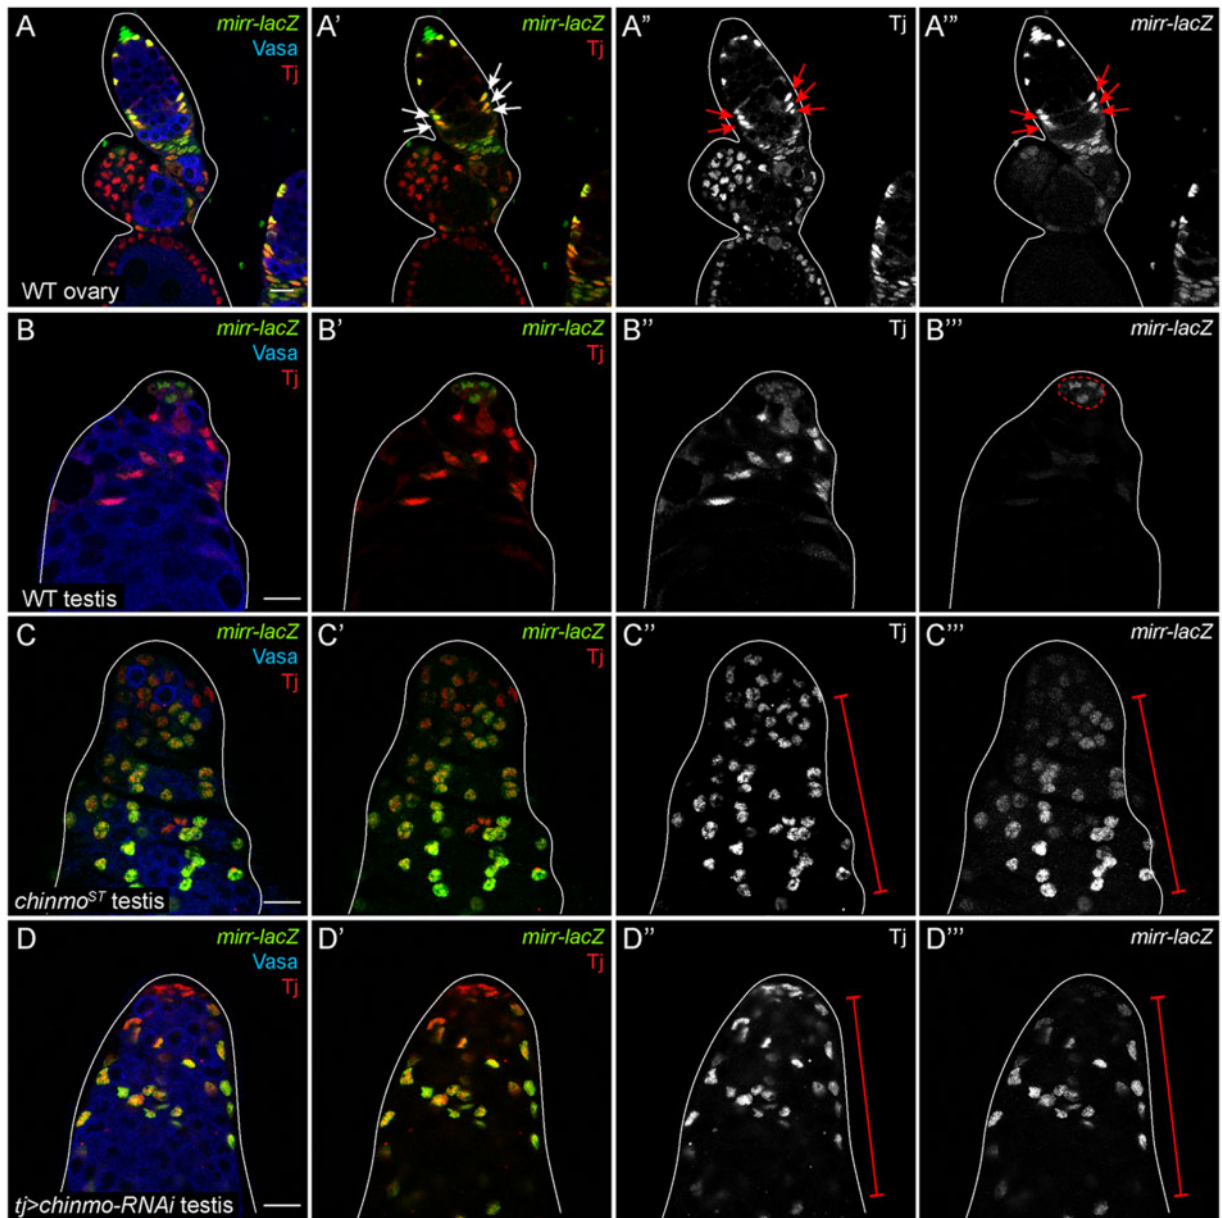 A
mirr-lacZ
Vasa
Tj
WT ovary
A'
mirr-lacZ
Tj
A''
Tj
A'''
mirr-lacZ
B
mirr-lacZ
Vasa
Tj
WT testis
B'
mirr-lacZ
Tj
B''
Tj
B'''
mirr-lacZ
C
mirr-lacZ
Vasa
Tj
chinmoST testis
C'
mirr-lacZ
Tj
C''
Tj
C'''
mirr-lacZ
D
mirr-lacZ
Vasa
Tj
tj>chinmo-RNAi testis
D'
mirr-lacZ
Tj
D''
Tj
D'''
mirr-lacZ